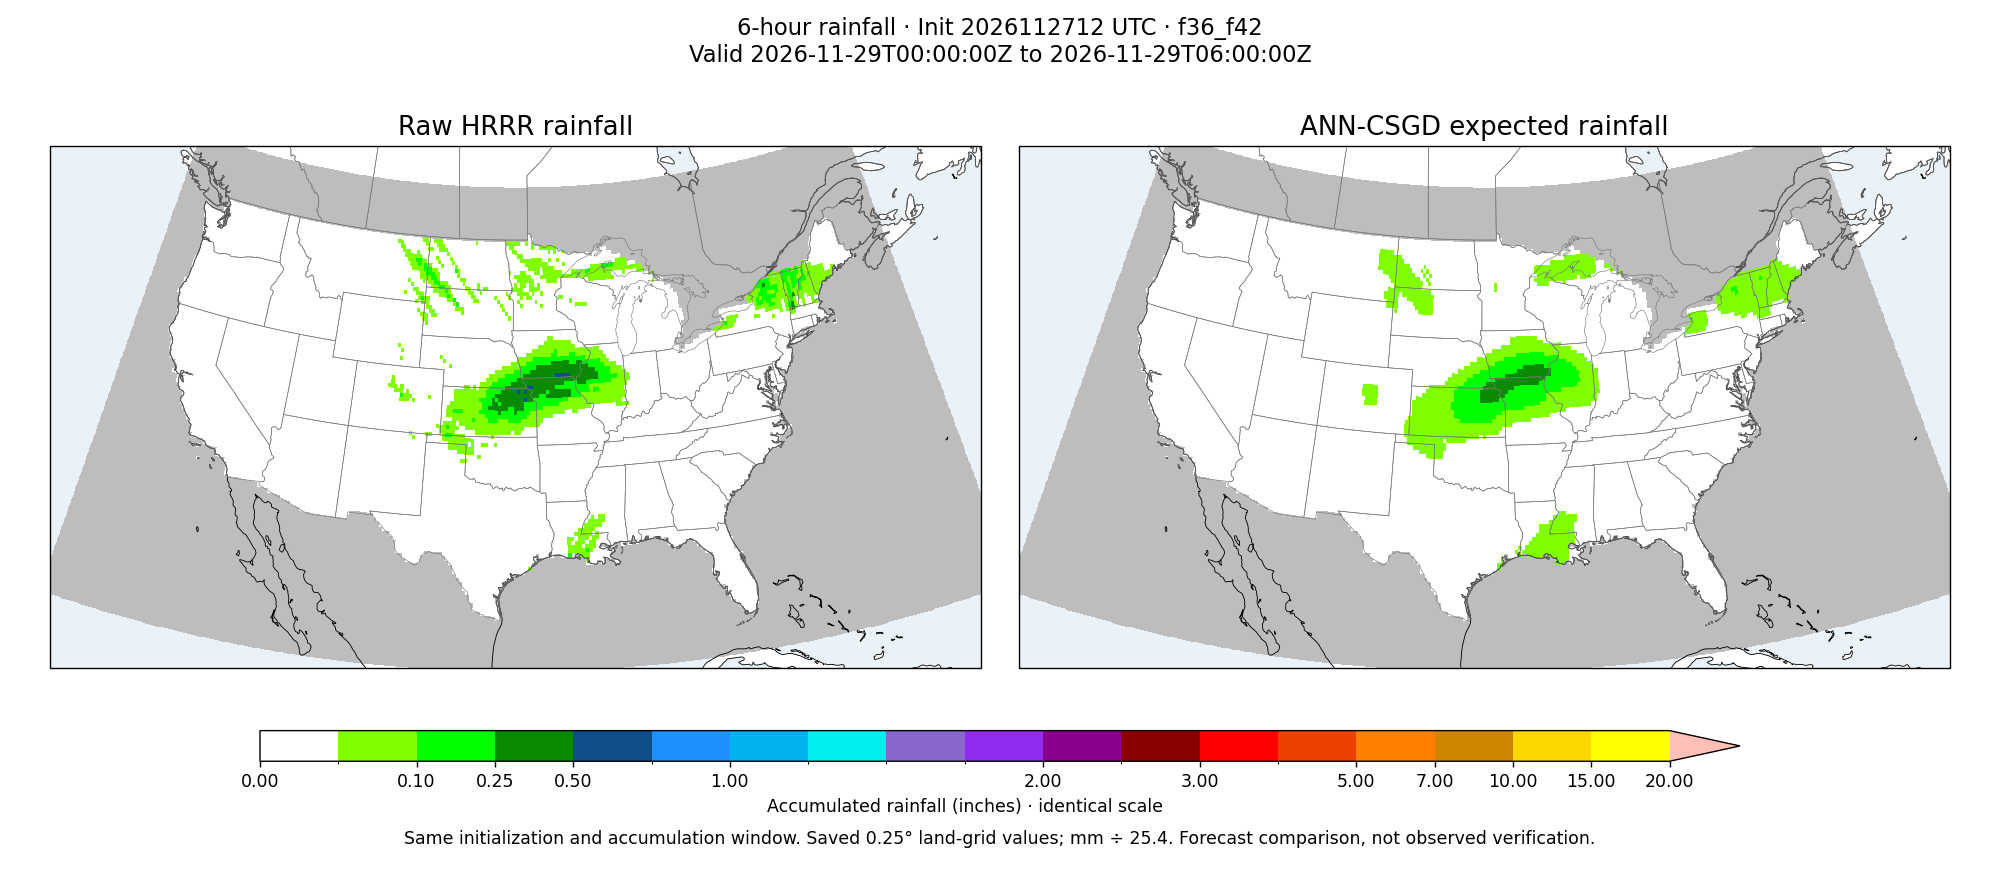 6-hour rainfall · Init 2026112712 UTC · f36_f42
Valid 2026-11-29T00:00:00Z to 2026-11-29T06:00:00Z
Raw HRRR rainfall
ANN-CSGD expected rainfall
0.00 0.10 0.25 0.50 1.00 2.00 3.00 5.00 7.00 10.00 15.00 20.00
Accumulated rainfall (inches) · identical scale
Same initialization and accumulation window. Saved 0.25° land-grid values; mm ÷ 25.4. Forecast comparison, not observed verification.